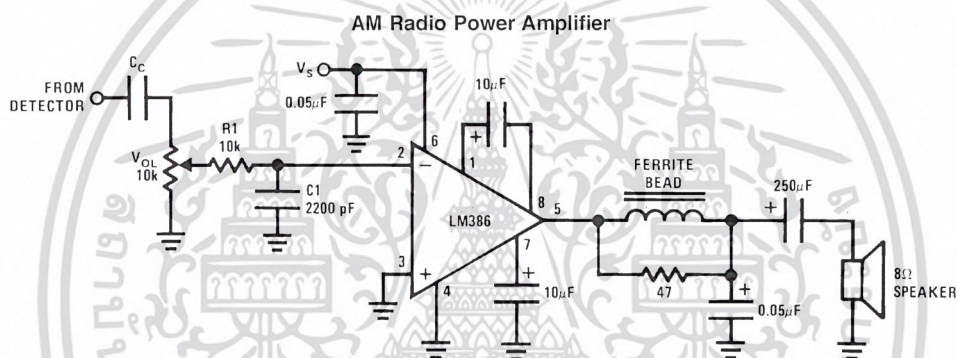 AM Radio Power Amplifier
C_C
V_S
10μF
FROM
DETECTOR
0.05μF
6
R1
10k
2
−
+
1
V_OL
10k
C1
2200 pF
LM386
8
5
FERRITE
BEAD
250μF
+
3
+
4
7
+
10μF
47
+
0.05μF
8Ω
SPEAKER